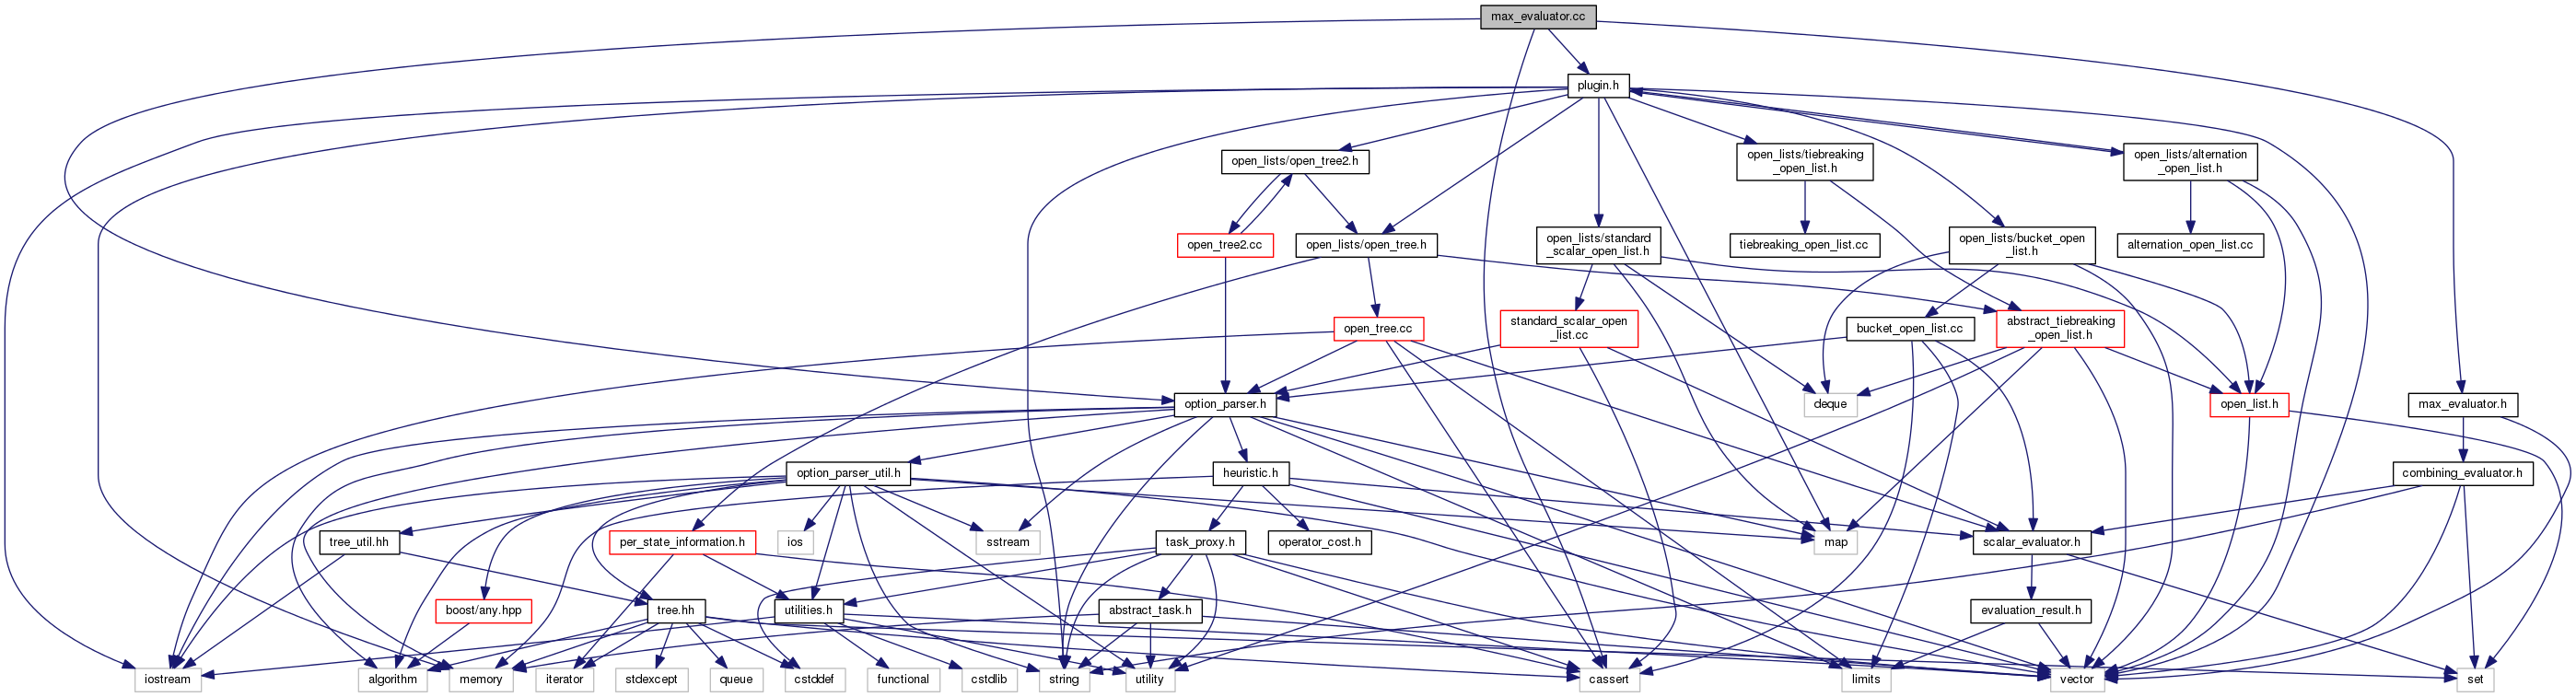 max_evaluator.cc
plugin.h
open_lists/open_tree2.h
open_lists/tiebreaking
_open_list.h
open_lists/alternation
_open_list.h
open_tree2.cc
open_lists/open_tree.h
open_lists/standard
_scalar_open_list.h
tiebreaking_open_list.cc
open_lists/bucket_open
_list.h
alternation_open_list.cc
open_tree.cc
standard_scalar_open
_list.cc
bucket_open_list.cc
abstract_tiebreaking
_open_list.h
option_parser.h
deque
open_list.h
max_evaluator.h
option_parser_util.h
heuristic.h
combining_evaluator.h
tree_util.hh
per_state_information.h
ios
sstream
task_proxy.h
operator_cost.h
map
scalar_evaluator.h
boost/any.hpp
tree.hh
utilities.h
abstract_task.h
evaluation_result.h
iostream
algorithm
memory
iterator
stdexcept
queue
cstddef
functional
cstdlib
string
utility
cassert
limits
vector
set